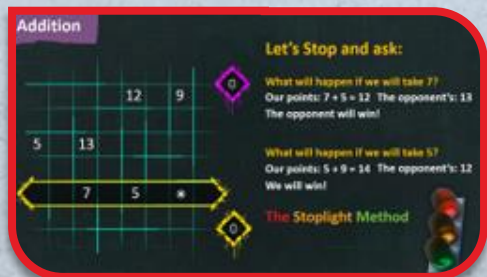 Addition
12 9
5 13
7 5 *
0
0
Let's Stop and ask:
What will happen if we will take 7?
Our points: 7 + 5 = 12 The opponent's: 13
The opponent will win!
What will happen if we will take 5?
Our points: 5 + 9 = 14 The opponent's: 12
We will win!
The Stoplight Method